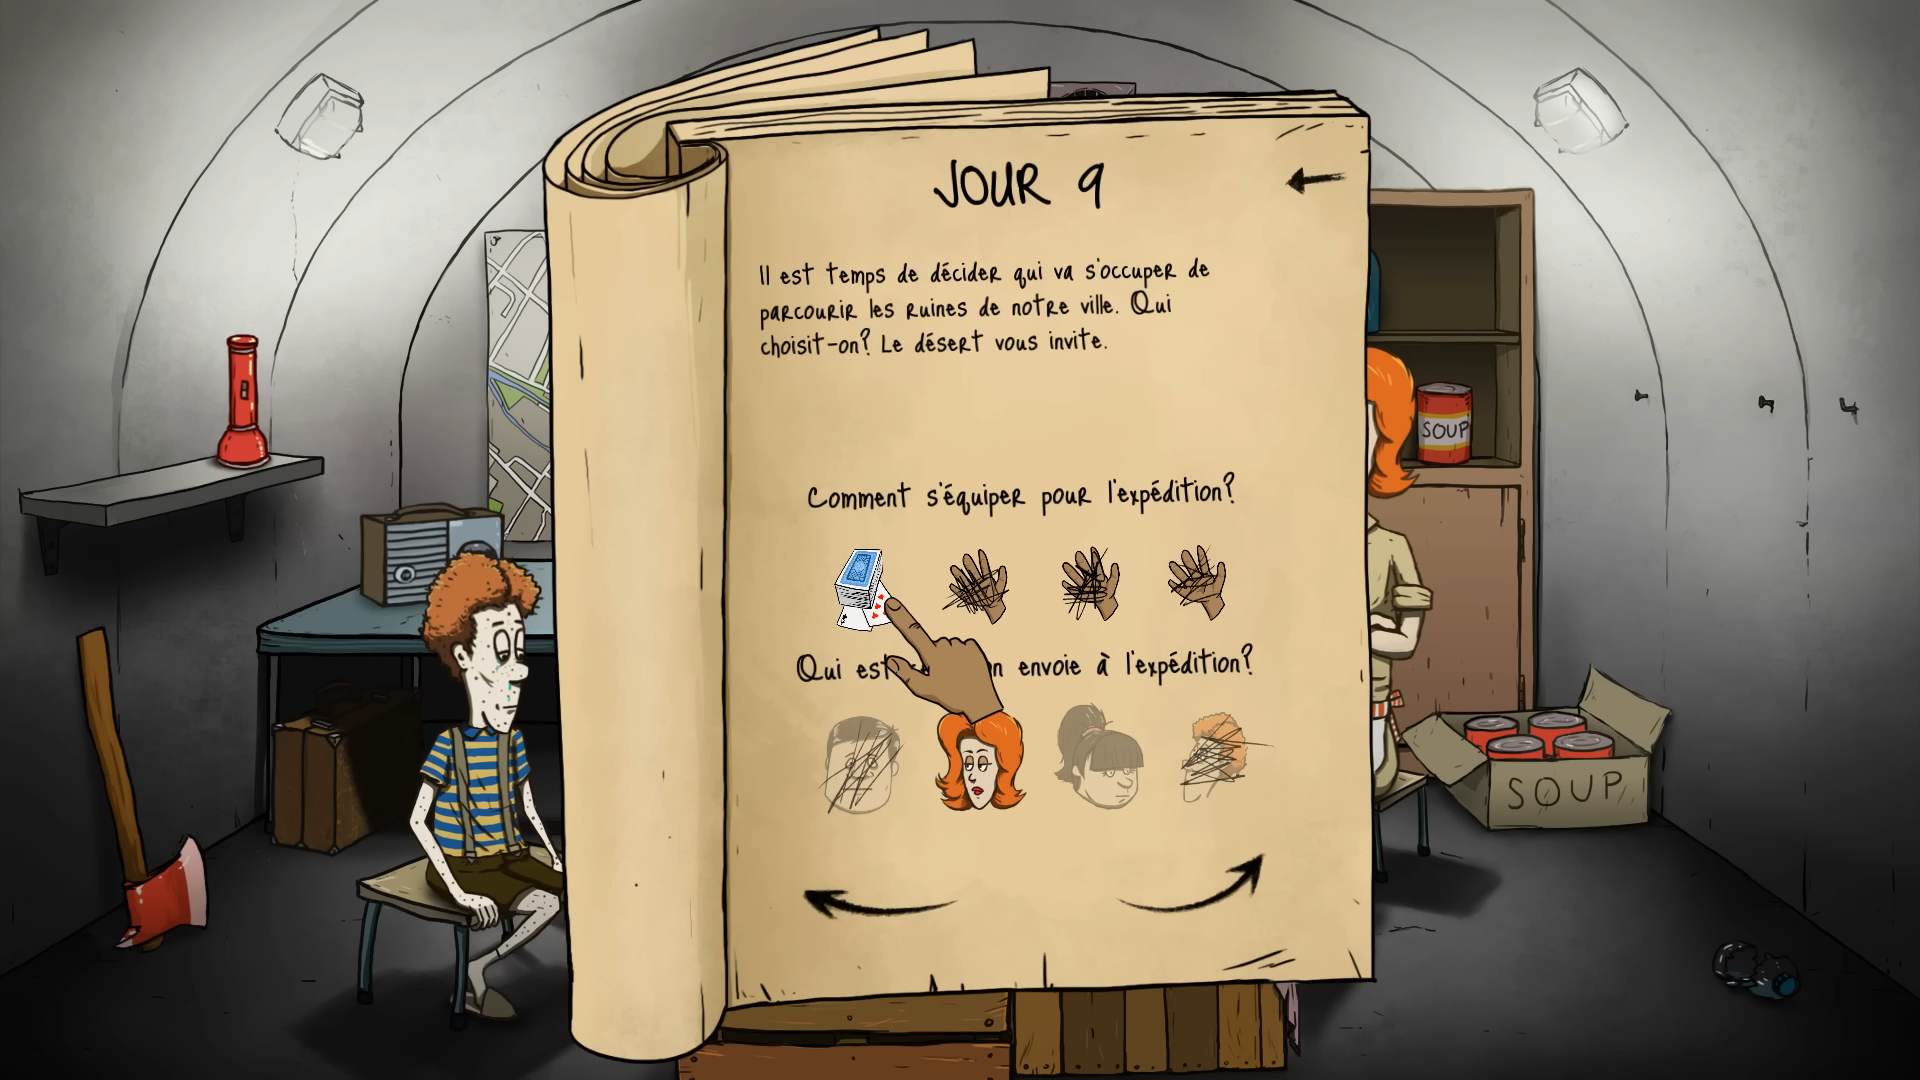 JOUR 9
Il est temps de décider qui va s'occuper de
parcourir les ruines de notre ville. Qui
choisit-on? Le désert vous invite.
Comment s'équiper pour l'expédition?
Qui est envoie à l'expédition?
SOUP
SOUP